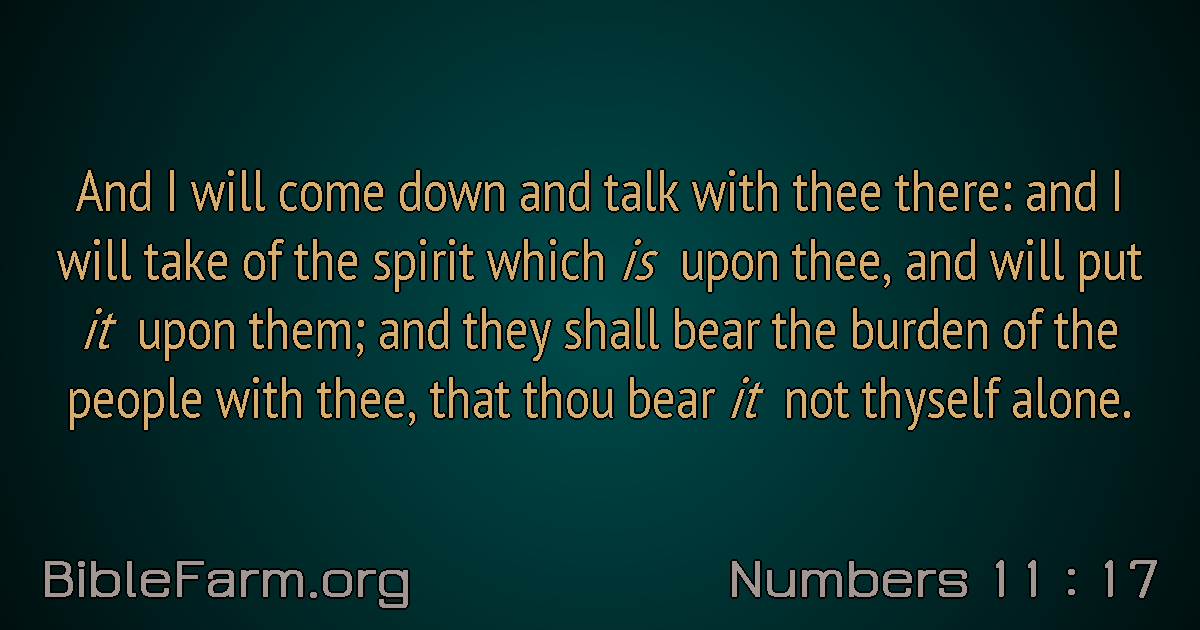 And I will come down and talk with thee there: and I
will take of the spirit which is upon thee, and will put
it upon them; and they shall bear the burden of the
people with thee, that thou bear it not thyself alone.
BibleFarm.org
Numbers 11 : 17